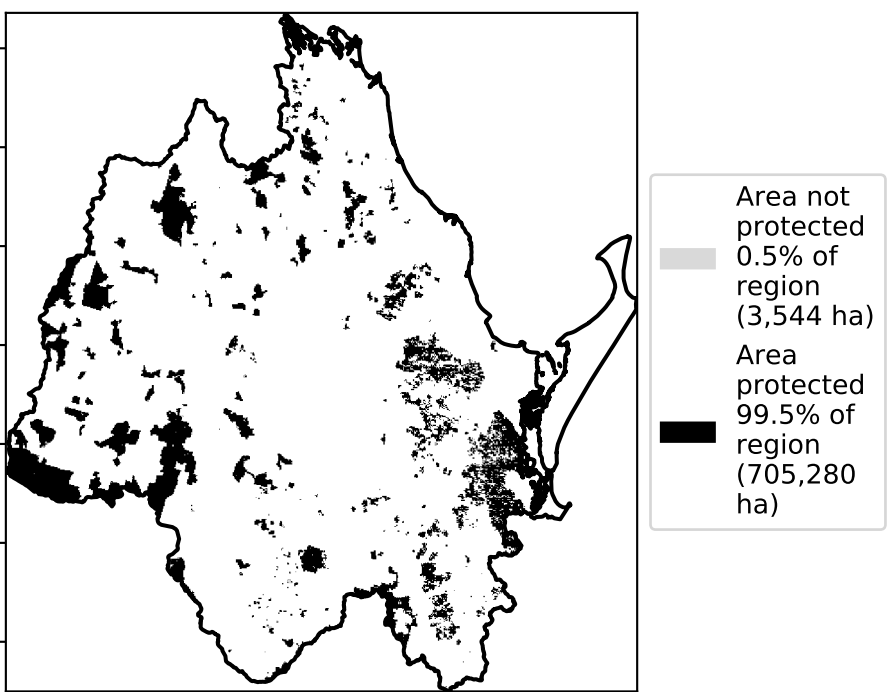 Area not
protected
0.5% of
region
(3,544 ha)
Area
protected
99.5% of
region
(705,280
ha)